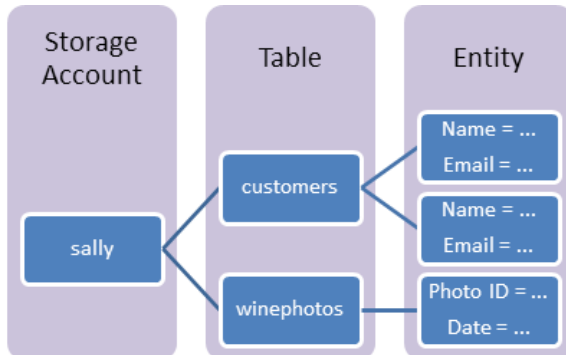 Storage
Account
Table
Entity
sally
customers
winephotos
Name = ...
Email = ...
Name = ...
Email = ...
Photo ID = ...
Date = ...